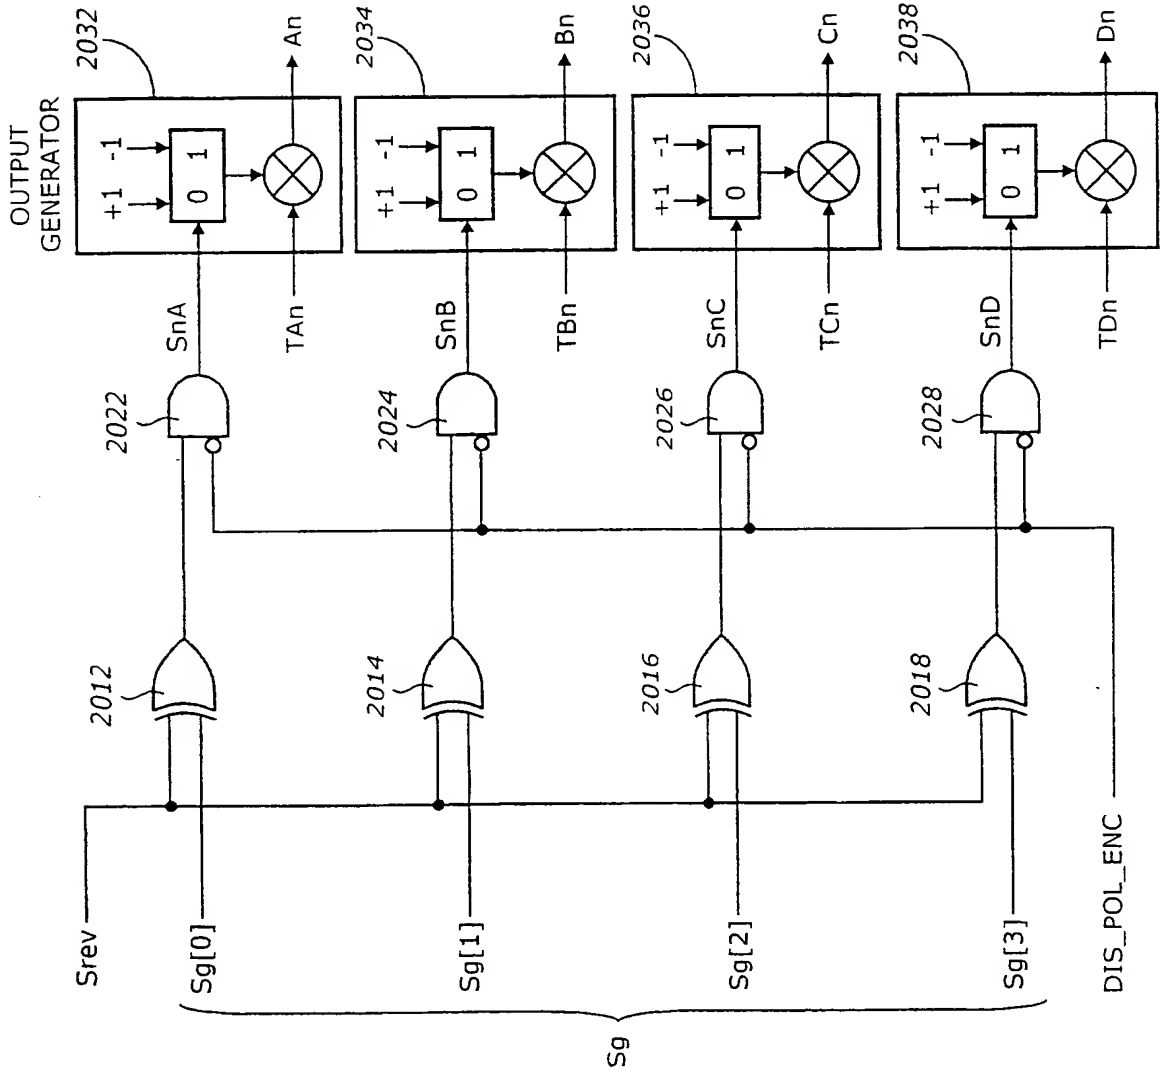 OUTPUT
GENERATOR
2032
An
+1
-1
0 1
TAn
SnA
2022
2012
Srev
Sg[0]
2034
Bn
+1
-1
0 1
TBn
SnB
2024
2014
Sg[1]
2036
Cn
+1
-1
0 1
TCn
SnC
2026
2016
Sg[2]
2038
Dn
+1
-1
0 1
TDn
SnD
2028
2018
Sg[3]
DIS_POL_ENC
Sg